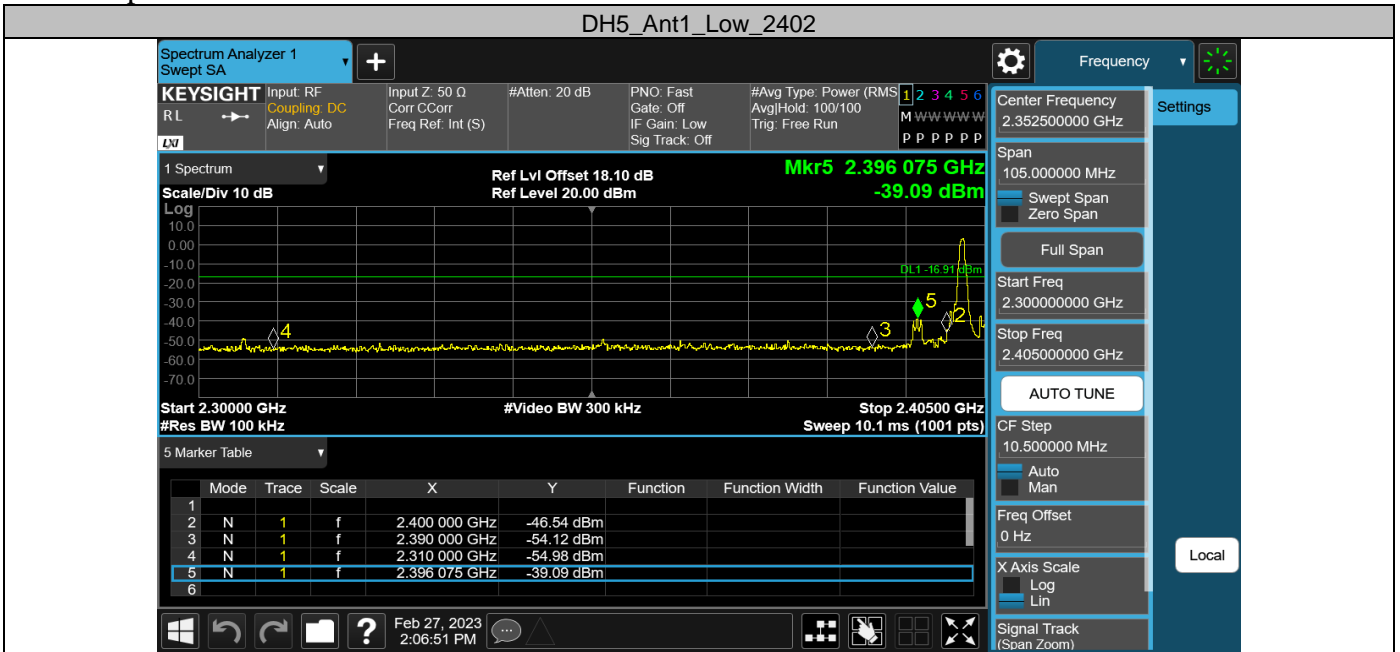 DH5_Ant1_Low_2402
Spectrum Analyzer 1
Swept SA
+
Frequency
KEYSIGHT
RL
LXI
Input: RF
Coupling: DC
Align: Auto
Input Z: 50 Ω
Corr CCorr
Freq Ref: Int (S)
#Atten: 20 dB
PNO: Fast
Gate: Off
IF Gain: Low
Sig Track: Off
#Avg Type: Power (RMS
Avg|Hold: 100/100
Trig: Free Run
1 2 3 4 5 6
M W W W W W
P P P P P P
1 Spectrum
Scale/Div 10 dB
Ref Lvl Offset 18.10 dB
Ref Level 20.00 dBm
Mkr5 2.396 075 GHz
-39.09 dBm
Log
10.0
0.00
-10.0
-20.0
-30.0
-40.0
-50.0
-60.0
-70.0
DL1 -16.91 dBm
4
3
5
2
Start 2.30000 GHz
#Video BW 300 kHz
Stop 2.40500 GHz
#Res BW 100 kHz
Sweep 10.1 ms (1001 pts)
5 Marker Table
Mode Trace Scale X Y Function Function Width Function Value
1
2 N 1 f 2.400 000 GHz -46.54 dBm
3 N 1 f 2.390 000 GHz -54.12 dBm
4 N 1 f 2.310 000 GHz -54.98 dBm
5 N 1 f 2.396 075 GHz -39.09 dBm
6
?
Feb 27, 2023
2:06:51 PM
Center Frequency
2.352500000 GHz
Span
105.000000 MHz
Swept Span
Zero Span
Full Span
Start Freq
2.300000000 GHz
Stop Freq
2.405000000 GHz
AUTO TUNE
CF Step
10.500000 MHz
Auto
Man
Freq Offset
0 Hz
X Axis Scale
Log
Lin
Signal Track
(Span Zoom)
Settings
Local